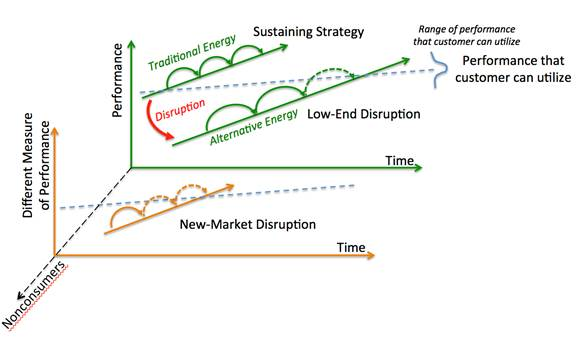 Range of performance
that customer can utilize
Sustaining Strategy
Traditional Energy
Performance that
customer can utilize
Performance
Disruption
Alternative Energy
Low-End Disruption
Time
Different Measure
of Performance
New-Market Disruption
Time
Nonconsumers